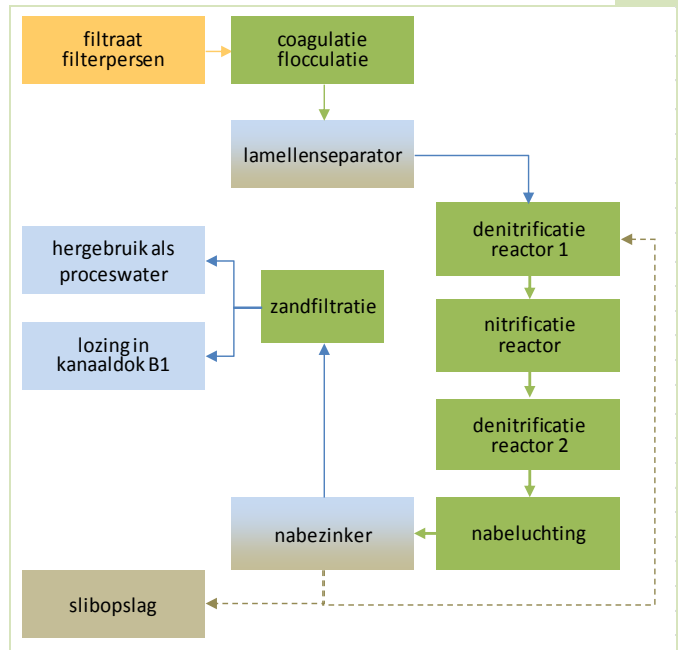 filtraat
filterpersen
coagulatie
flocculatie
lamellenseparator
denitrificatie
reactor 1
hergebruik als
proceswater
zandfiltratie
nitrificatie
reactor
lozing in
kanaaldok B1
denitrificatie
reactor 2
nabezinker
nabeluchting
slibopslag